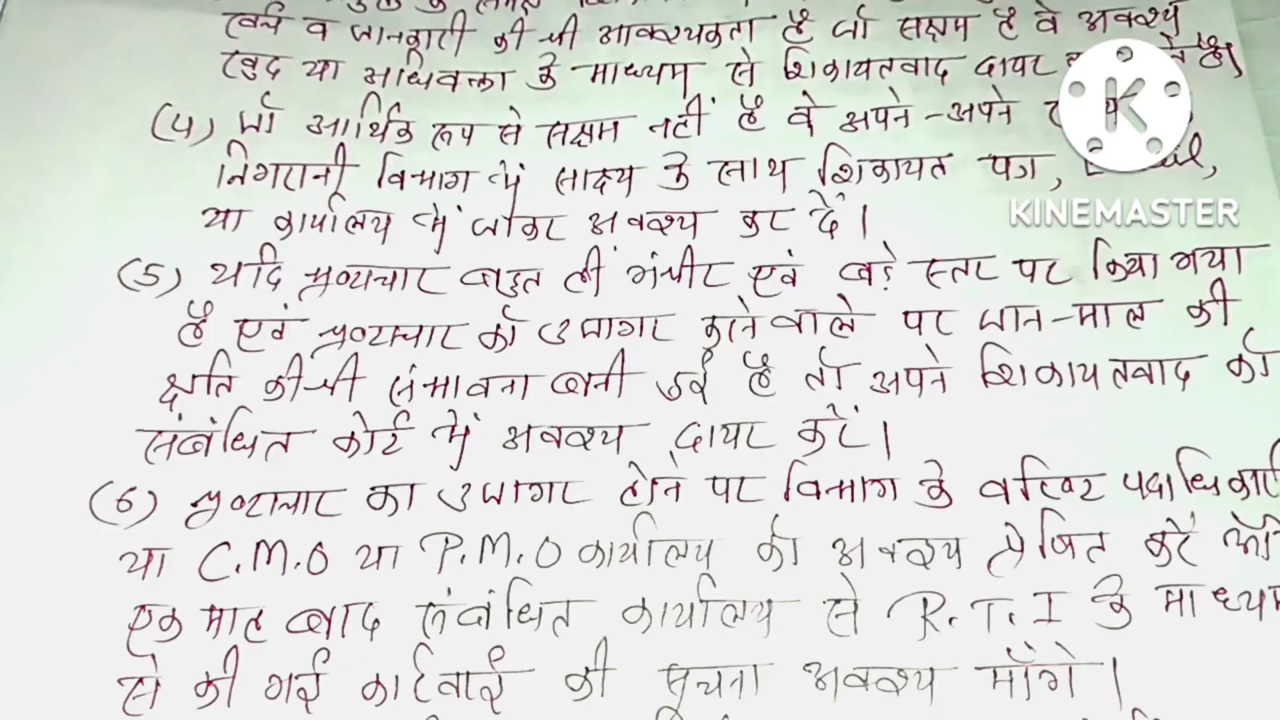 खर्च व जानकारी की भी आवश्यकता है जो सक्षम है वे अवश्य
खुद या अधिवक्ता के माध्यम से शिकायतवाद दायर है।
(4) जो आर्थिक रूप से सक्षम नहीं है वे अपने-अपने
निगरानी विभाग में साक्ष्य के साथ शिकायत पत्र,
या कार्यालय में जाकर अवश्य कर दें।
(5) यदि भ्रष्टाचार बहुत ही गंभीर एवं बड़े स्तर पर किया गया
है एवं भ्रष्टाचार को उजागर करने वाले पर जान-माल की
क्षति की भी संभावना बनी हुई है तो अपने शिकायतवाद को
संबंधित कोर्ट में अवश्य दायर करें।
(6) भ्रष्टाचार का उजागर होने पर विभाग के वरिष्ट पदाधिकारी
या C.M.O या P.M.O कार्यालय को अवश्य प्रेषित करें
एक माह बाद संबंधित कार्यालय से R.T.I के माध्यम
से की गई कार्रवाई की सूचना अवश्य माँगे।
KINEMASTER